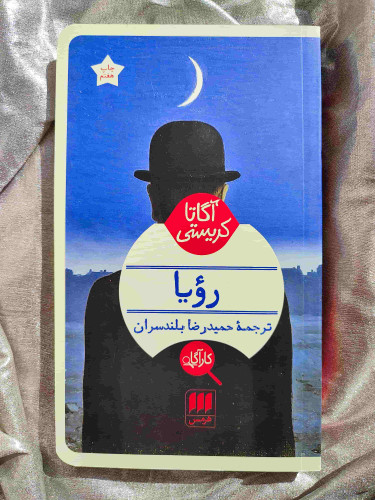 چاپ
هفتم
آگاتا
کریستی
رؤیا
ترجمهٔ حمیدرضا بلندسران
کارآگاه
هرمس